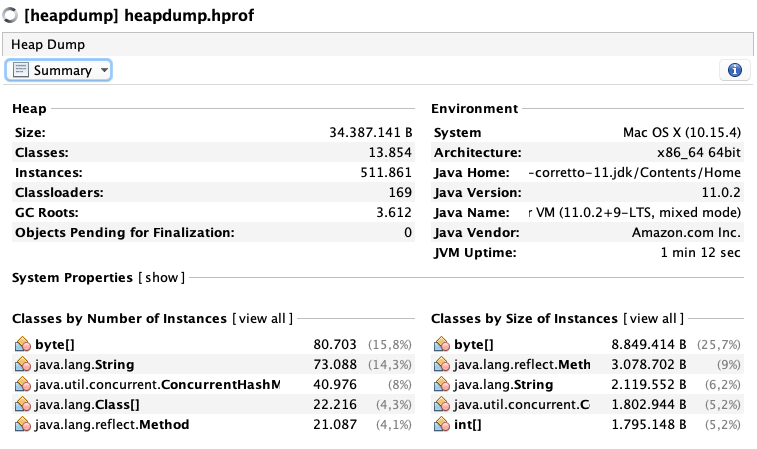 [heapdump] heapdump.hprof
Heap Dump
Summary
Heap
Size: 34.387.141 B
Classes: 13.854
Instances: 511.861
Classloaders: 169
GC Roots: 3.612
Objects Pending for Finalization: 0
Environment
System Mac OS X (10.15.4)
Architecture: x86_64 64bit
Java Home: -corretto-11.jdk/Contents/Home
Java Version: 11.0.2
Java Name: r VM (11.0.2+9-LTS, mixed mode)
Java Vendor: Amazon.com Inc.
JVM Uptime: 1 min 12 sec
System Properties [ show ]
Classes by Number of Instances [ view all ]
byte[] 80.703 (15,8%)
java.lang.String 73.088 (14,3%)
java.util.concurrent.ConcurrentHashM 40.976 (8%)
java.lang.Class[] 22.216 (4,3%)
java.lang.reflect.Method 21.087 (4,1%)
Classes by Size of Instances [ view all ]
byte[] 8.849.414 B (25,7%)
java.lang.reflect.Meth 3.078.702 B (9%)
java.lang.String 2.119.552 B (6,2%)
java.util.concurrent.C 1.802.944 B (5,2%)
int[] 1.795.148 B (5,2%)